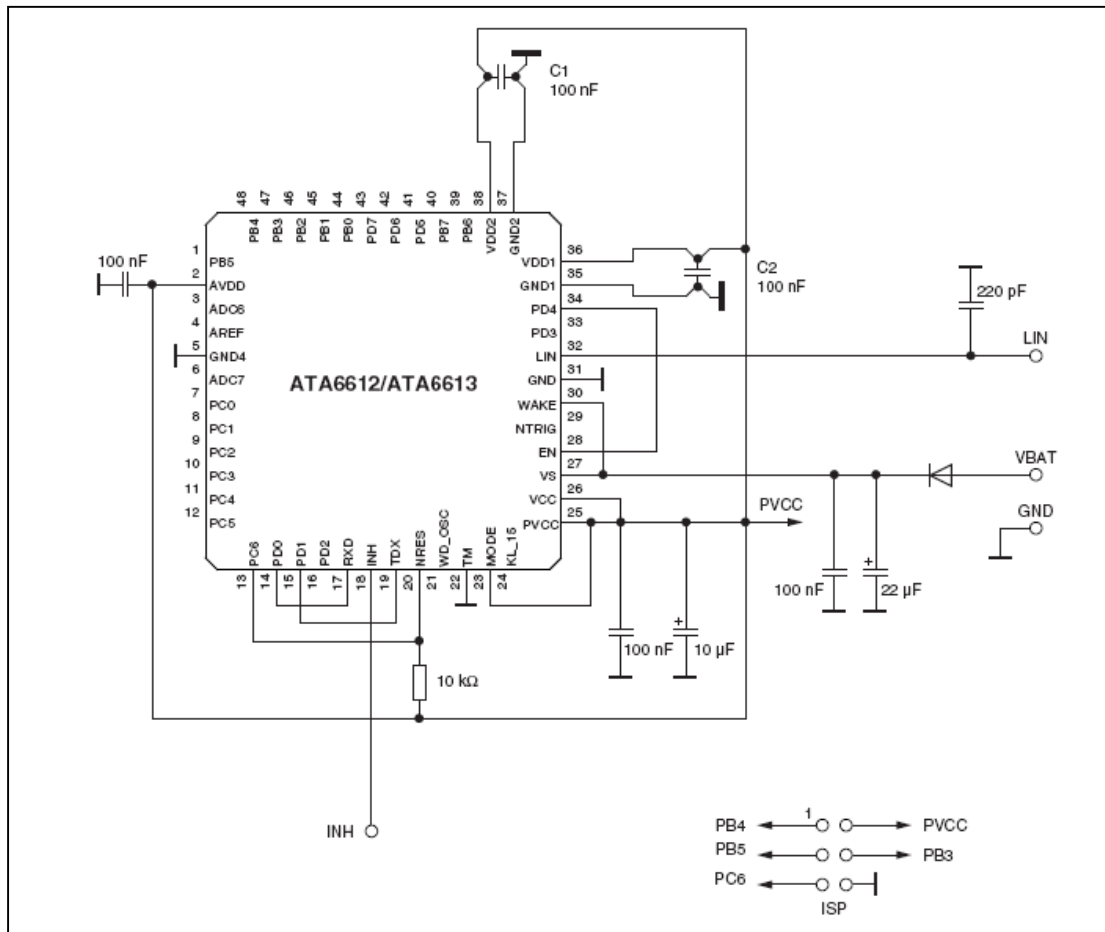 C1
100 nF
48
47
46
45
44
43
42
41
40
39
38
37
PB4
PB3
PB2
PB1
PB0
PD7
PD6
PD5
PB7
PB6
VDD2
GND2
100 nF
1
PB5
2
AVDD
3
ADC6
4
AREF
5
GND4
6
ADC7
7
PC0
8
PC1
9
PC2
10
PC3
11
PC4
12
PC5
ATA6612/ATA6613
36
VDD1
35
GND1
34
PD4
33
PD3
32
LIN
31
GND
30
WAKE
29
NTRIG
28
EN
27
VS
26
VCC
25
PVCC
C2
100 nF
220 pF
LIN
VBAT
GND
PVCC
PC6
PD0
PD1
PD2
RXD
INH
TDX
NRES
WD_OSC
TM
MODE
KL_15
13
14
15
16
17
18
19
20
21
22
23
24
100 nF
+
22 µF
100 nF
+
10 µF
10 kΩ
INH
1
PB4
PVCC
PB5
PB3
PC6
ISP